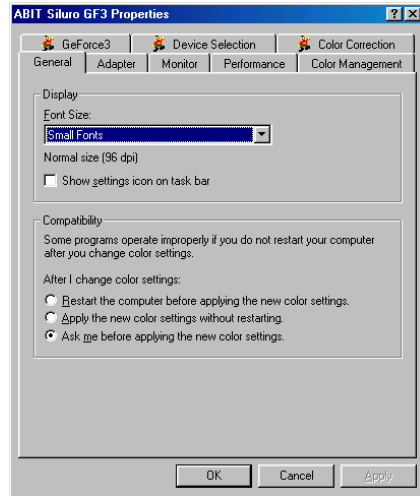 ABIT Siluro GF3 Properties
GeForce3 Device Selection Color Correction
General Adapter Monitor Performance Color Management
Display
Font Size:
Small Fonts
Normal size (96 dpi)
Show settings icon on task bar
Compatibility
Some programs operate improperly if you do not restart your computer
after you change color settings.
After I change color settings:
Restart the computer before applying the new color settings.
Apply the new color settings without restarting.
Ask me before applying the new color settings.
OK Cancel Apply